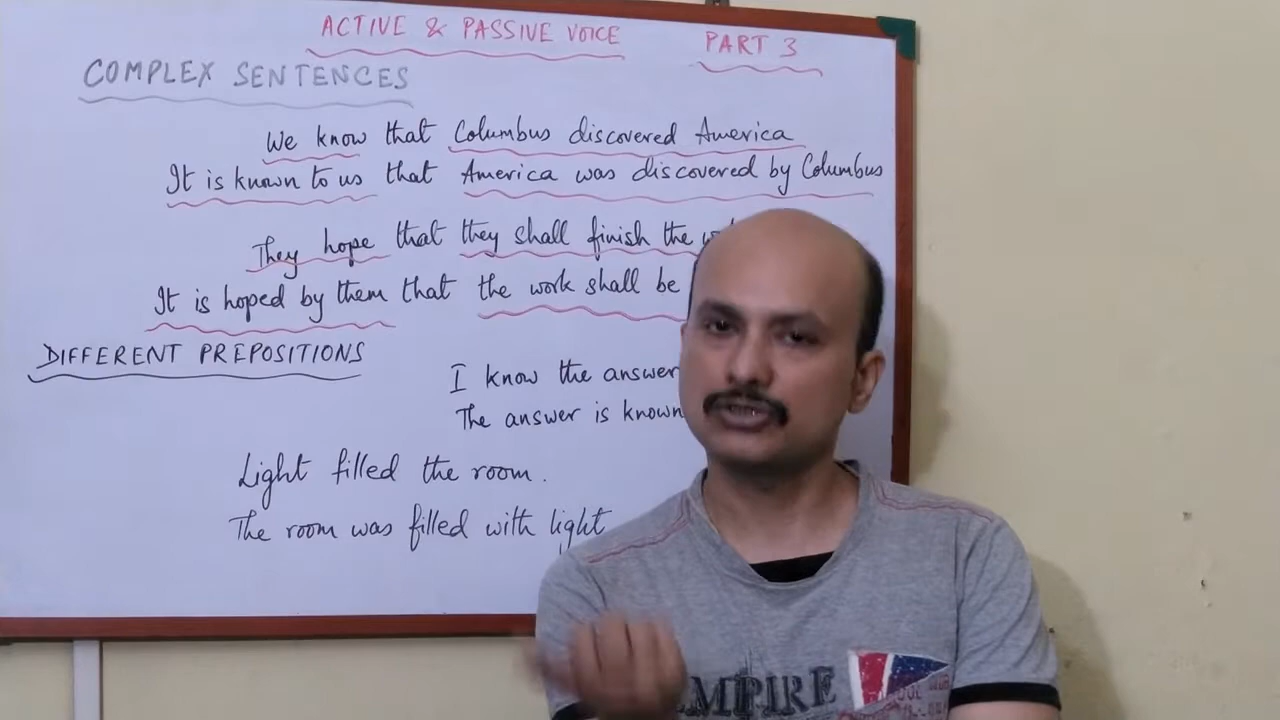 ACTIVE & PASSIVE VOICE PART 3
COMPLEX SENTENCES
We know that Columbus discovered America
It is known to us that America was discovered by Columbus
They hope that they shall finish the
It is hoped by them that the work shall be
DIFFERENT PREPOSITIONS
I know the answer
The answer is known
Light filled the room.
The room was filled with light
EMPIRE